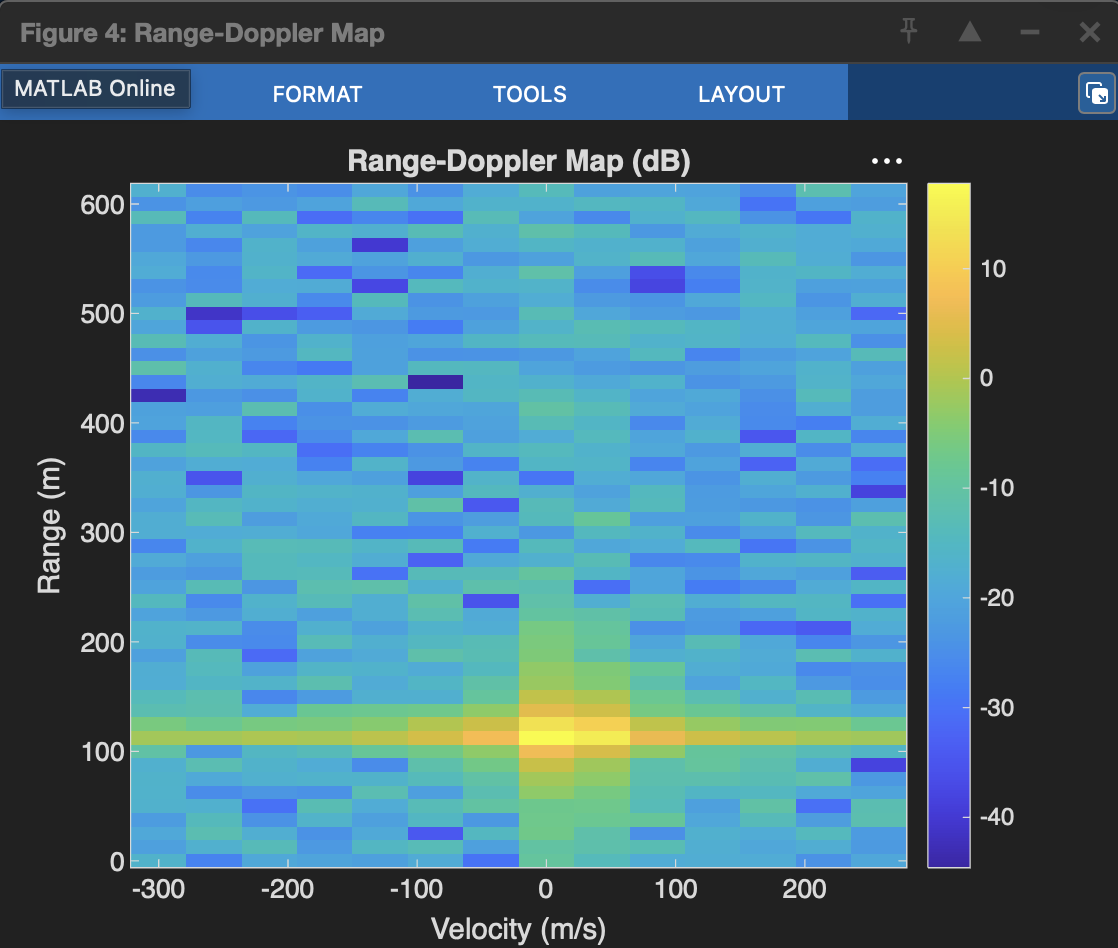 Figure 4: Range-Doppler Map
MATLAB Online
FORMAT
TOOLS
LAYOUT
Range-Doppler Map (dB)
600
500
400
300
200
100
0
Range (m)
-300
-200
-100
0
100
200
Velocity (m/s)
10
0
-10
-20
-30
-40